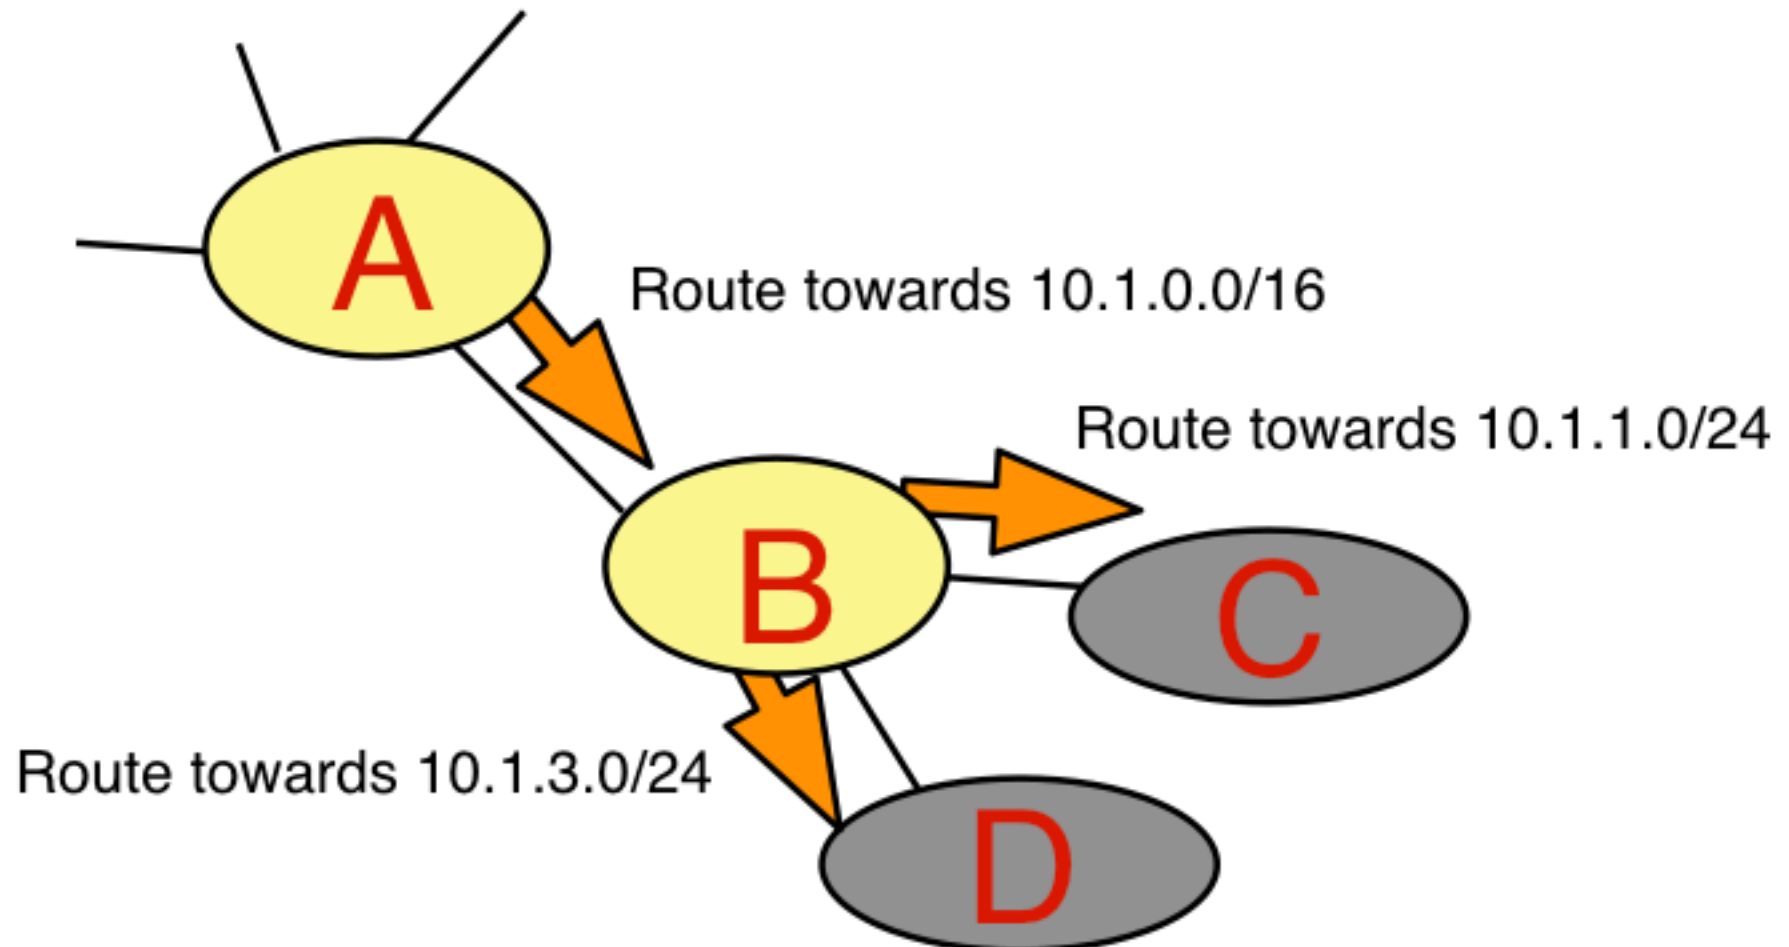 A
Route towards 10.1.0.0/16
Route towards 10.1.1.0/24
B
C
Route towards 10.1.3.0/24
D